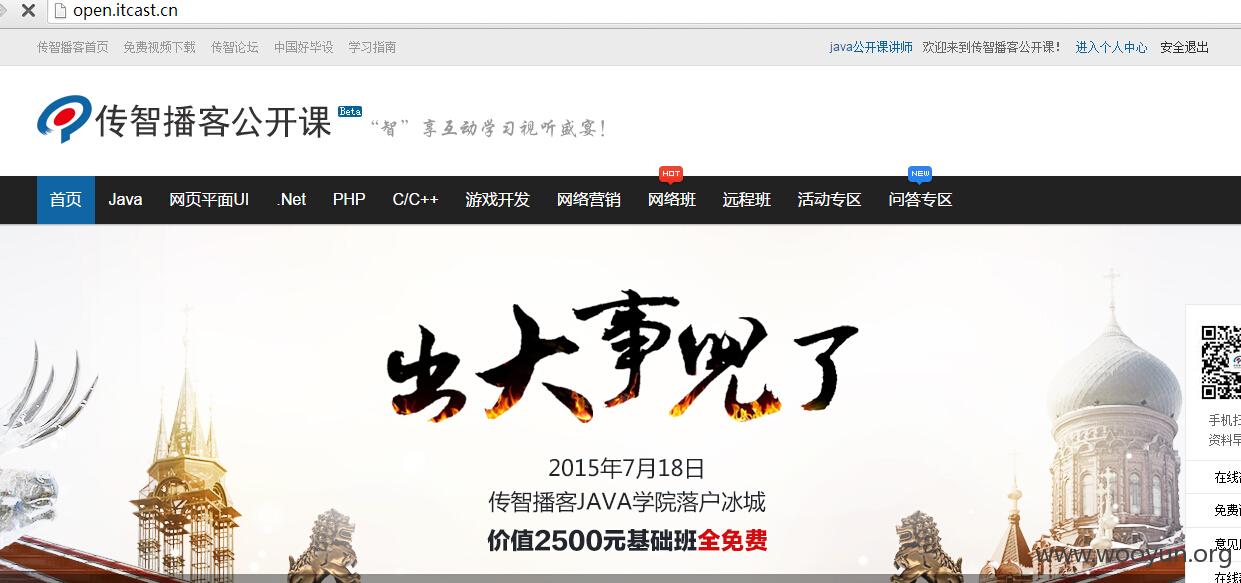 open.itcast.cn
传智播客首页 免费视频下载 传智论坛 中国好毕设 学习指南 java公开课讲师 欢迎来到传智播客公开课！ 进入个人中心 安全退出
传智播客公开课 Beta “智”享互动学习视听盛宴！
HOT NEW
首页 Java 网页平面UI .Net PHP C/C++ 游戏开发 网络营销 网络班 远程班 活动专区 问答专区
出大事儿了
手机扫
资料早
2015年7月18日
在线
传智播客JAVA学院落户冰城
免费
价值2500元基础班全免费
意见
www.wooyun.org
在线